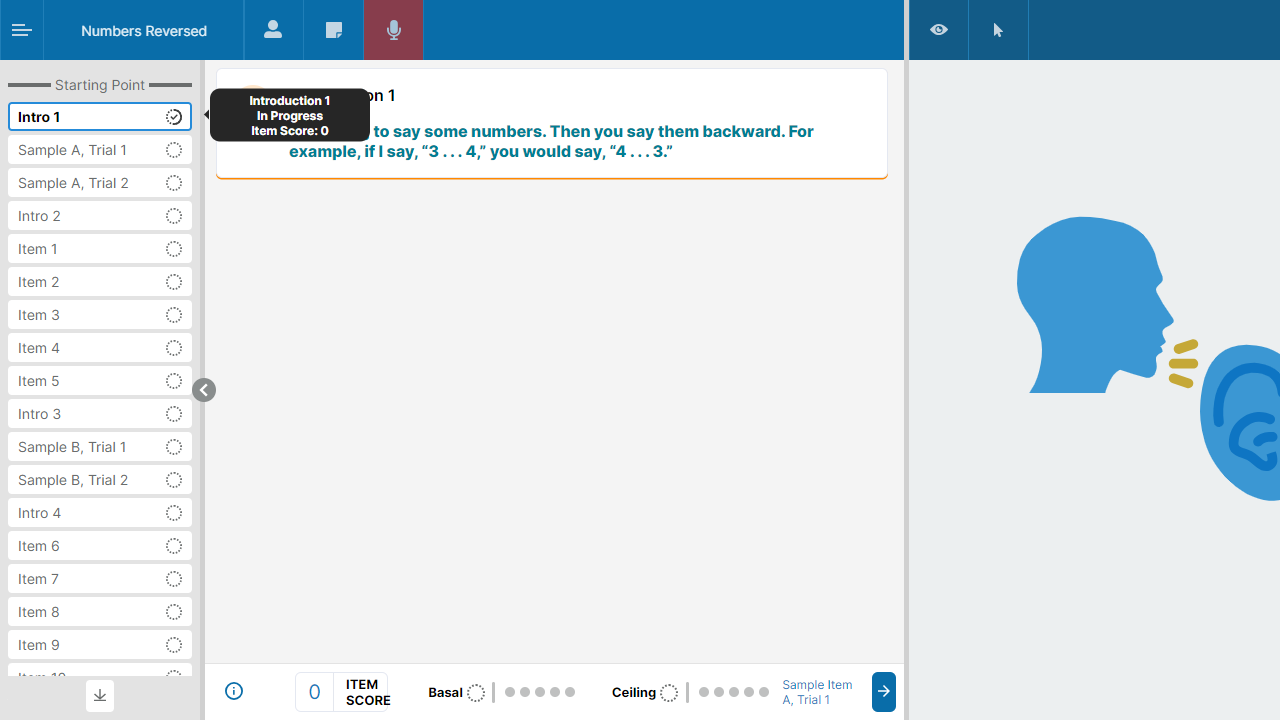 Numbers Reversed
Starting Point
Intro 1
Sample A, Trial 1
Sample A, Trial 2
Intro 2
Item 1
Item 2
Item 3
Item 4
Item 5
Intro 3
Sample B, Trial 1
Sample B, Trial 2
Intro 4
Item 6
Item 7
Item 8
Item 9
Introduction 1
In Progress
Item Score: 0
on 1
to say some numbers. Then you say them backward. For
example, if I say, “3 . . . 4,” you would say, “4 . . . 3.”
0
ITEM
SCORE
Basal
Ceiling
Sample Item
A, Trial 1